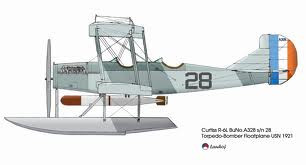 28
Curtiss R-6L BuNo.A328 s/n 28
Torpedo-Bomber Floatplane USN 1921